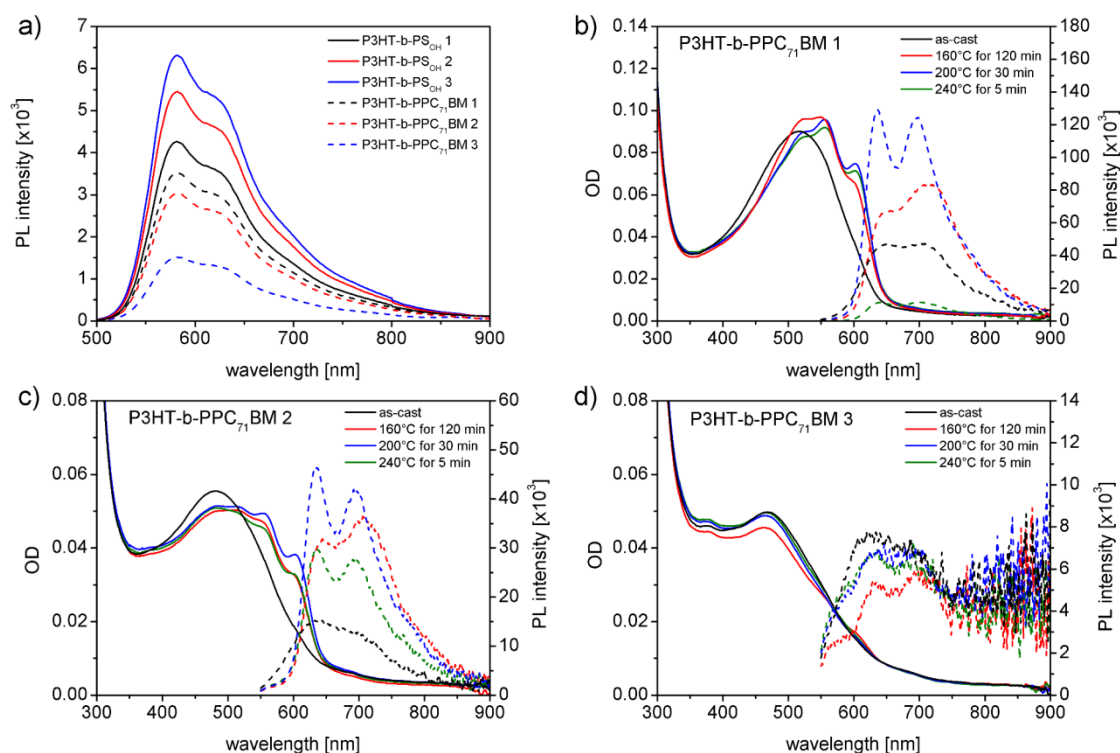 a)
7
6
5
4
3
2
1
0
PL intensity [x10³]
P3HT-b-PS_OH 1
P3HT-b-PS_OH 2
P3HT-b-PS_OH 3
P3HT-b-PPC₇₁BM 1
P3HT-b-PPC₇₁BM 2
P3HT-b-PPC₇₁BM 3
500 600 700 800 900
wavelength [nm]
b)
0.14
0.12
0.10
0.08
0.06
0.04
0.02
0.00
OD
P3HT-b-PPC₇₁BM 1
as-cast
160°C for 120 min
200°C for 30 min
240°C for 5 min
180
160
140
120
100
80
60
40
20
0
PL intensity [x10³]
300 400 500 600 700 800 900
wavelength [nm]
c)
0.08
0.06
0.04
0.02
0.00
OD
P3HT-b-PPC₇₁BM 2
as-cast
160°C for 120 min
200°C for 30 min
240°C for 5 min
60
50
40
30
20
10
0
PL intensity [x10³]
300 400 500 600 700 800 900
wavelength [nm]
d)
0.08
0.06
0.04
0.02
0.00
OD
P3HT-b-PPC₇₁BM 3
as-cast
160°C for 120 min
200°C for 30 min
240°C for 5 min
14
12
10
8
6
4
2
0
PL intensity [x10³]
300 400 500 600 700 800 900
wavelength [nm]